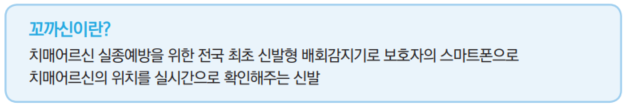 꼬까신이란?
치매어르신 실종예방을 위한 전국 최초 신발형 배회감지기로 보호자의 스마트폰으로
치매어르신의 위치를 실시간으로 확인해주는 신발